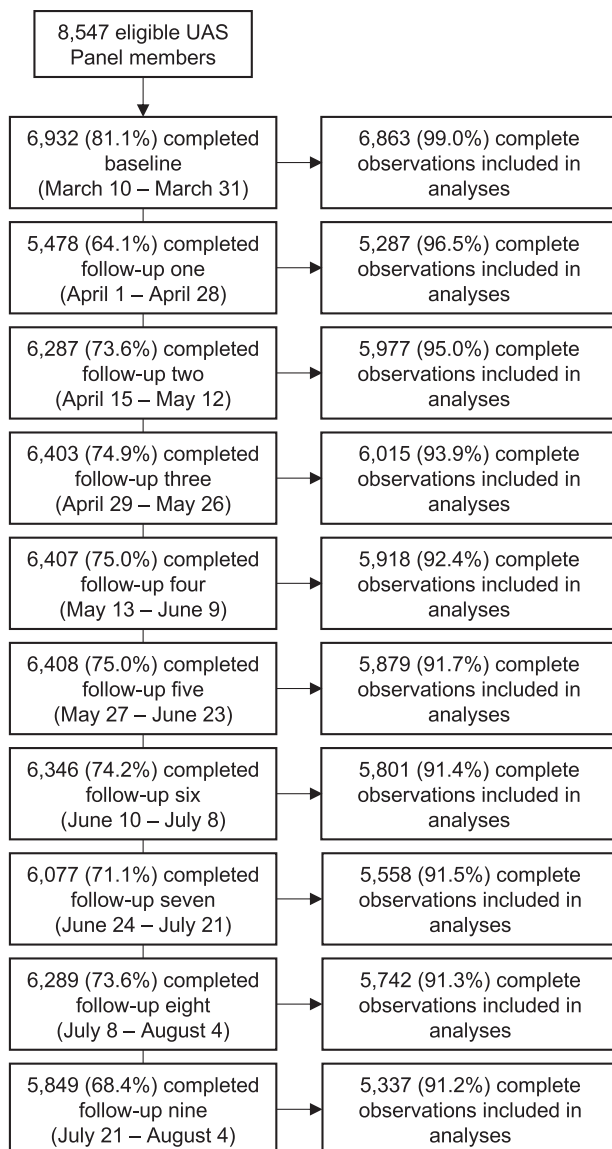 8,547 eligible UAS
Panel members
6,932 (81.1%) completed
baseline
(March 10 – March 31)
6,863 (99.0%) complete
observations included in
analyses
5,478 (64.1%) completed
follow-up one
(April 1 – April 28)
5,287 (96.5%) complete
observations included in
analyses
6,287 (73.6%) completed
follow-up two
(April 15 – May 12)
5,977 (95.0%) complete
observations included in
analyses
6,403 (74.9%) completed
follow-up three
(April 29 – May 26)
6,015 (93.9%) complete
observations included in
analyses
6,407 (75.0%) completed
follow-up four
(May 13 – June 9)
5,918 (92.4%) complete
observations included in
analyses
6,408 (75.0%) completed
follow-up five
(May 27 – June 23)
5,879 (91.7%) complete
observations included in
analyses
6,346 (74.2%) completed
follow-up six
(June 10 – July 8)
5,801 (91.4%) complete
observations included in
analyses
6,077 (71.1%) completed
follow-up seven
(June 24 – July 21)
5,558 (91.5%) complete
observations included in
analyses
6,289 (73.6%) completed
follow-up eight
(July 8 – August 4)
5,742 (91.3%) complete
observations included in
analyses
5,849 (68.4%) completed
follow-up nine
(July 21 – August 4)
5,337 (91.2%) complete
observations included in
analyses